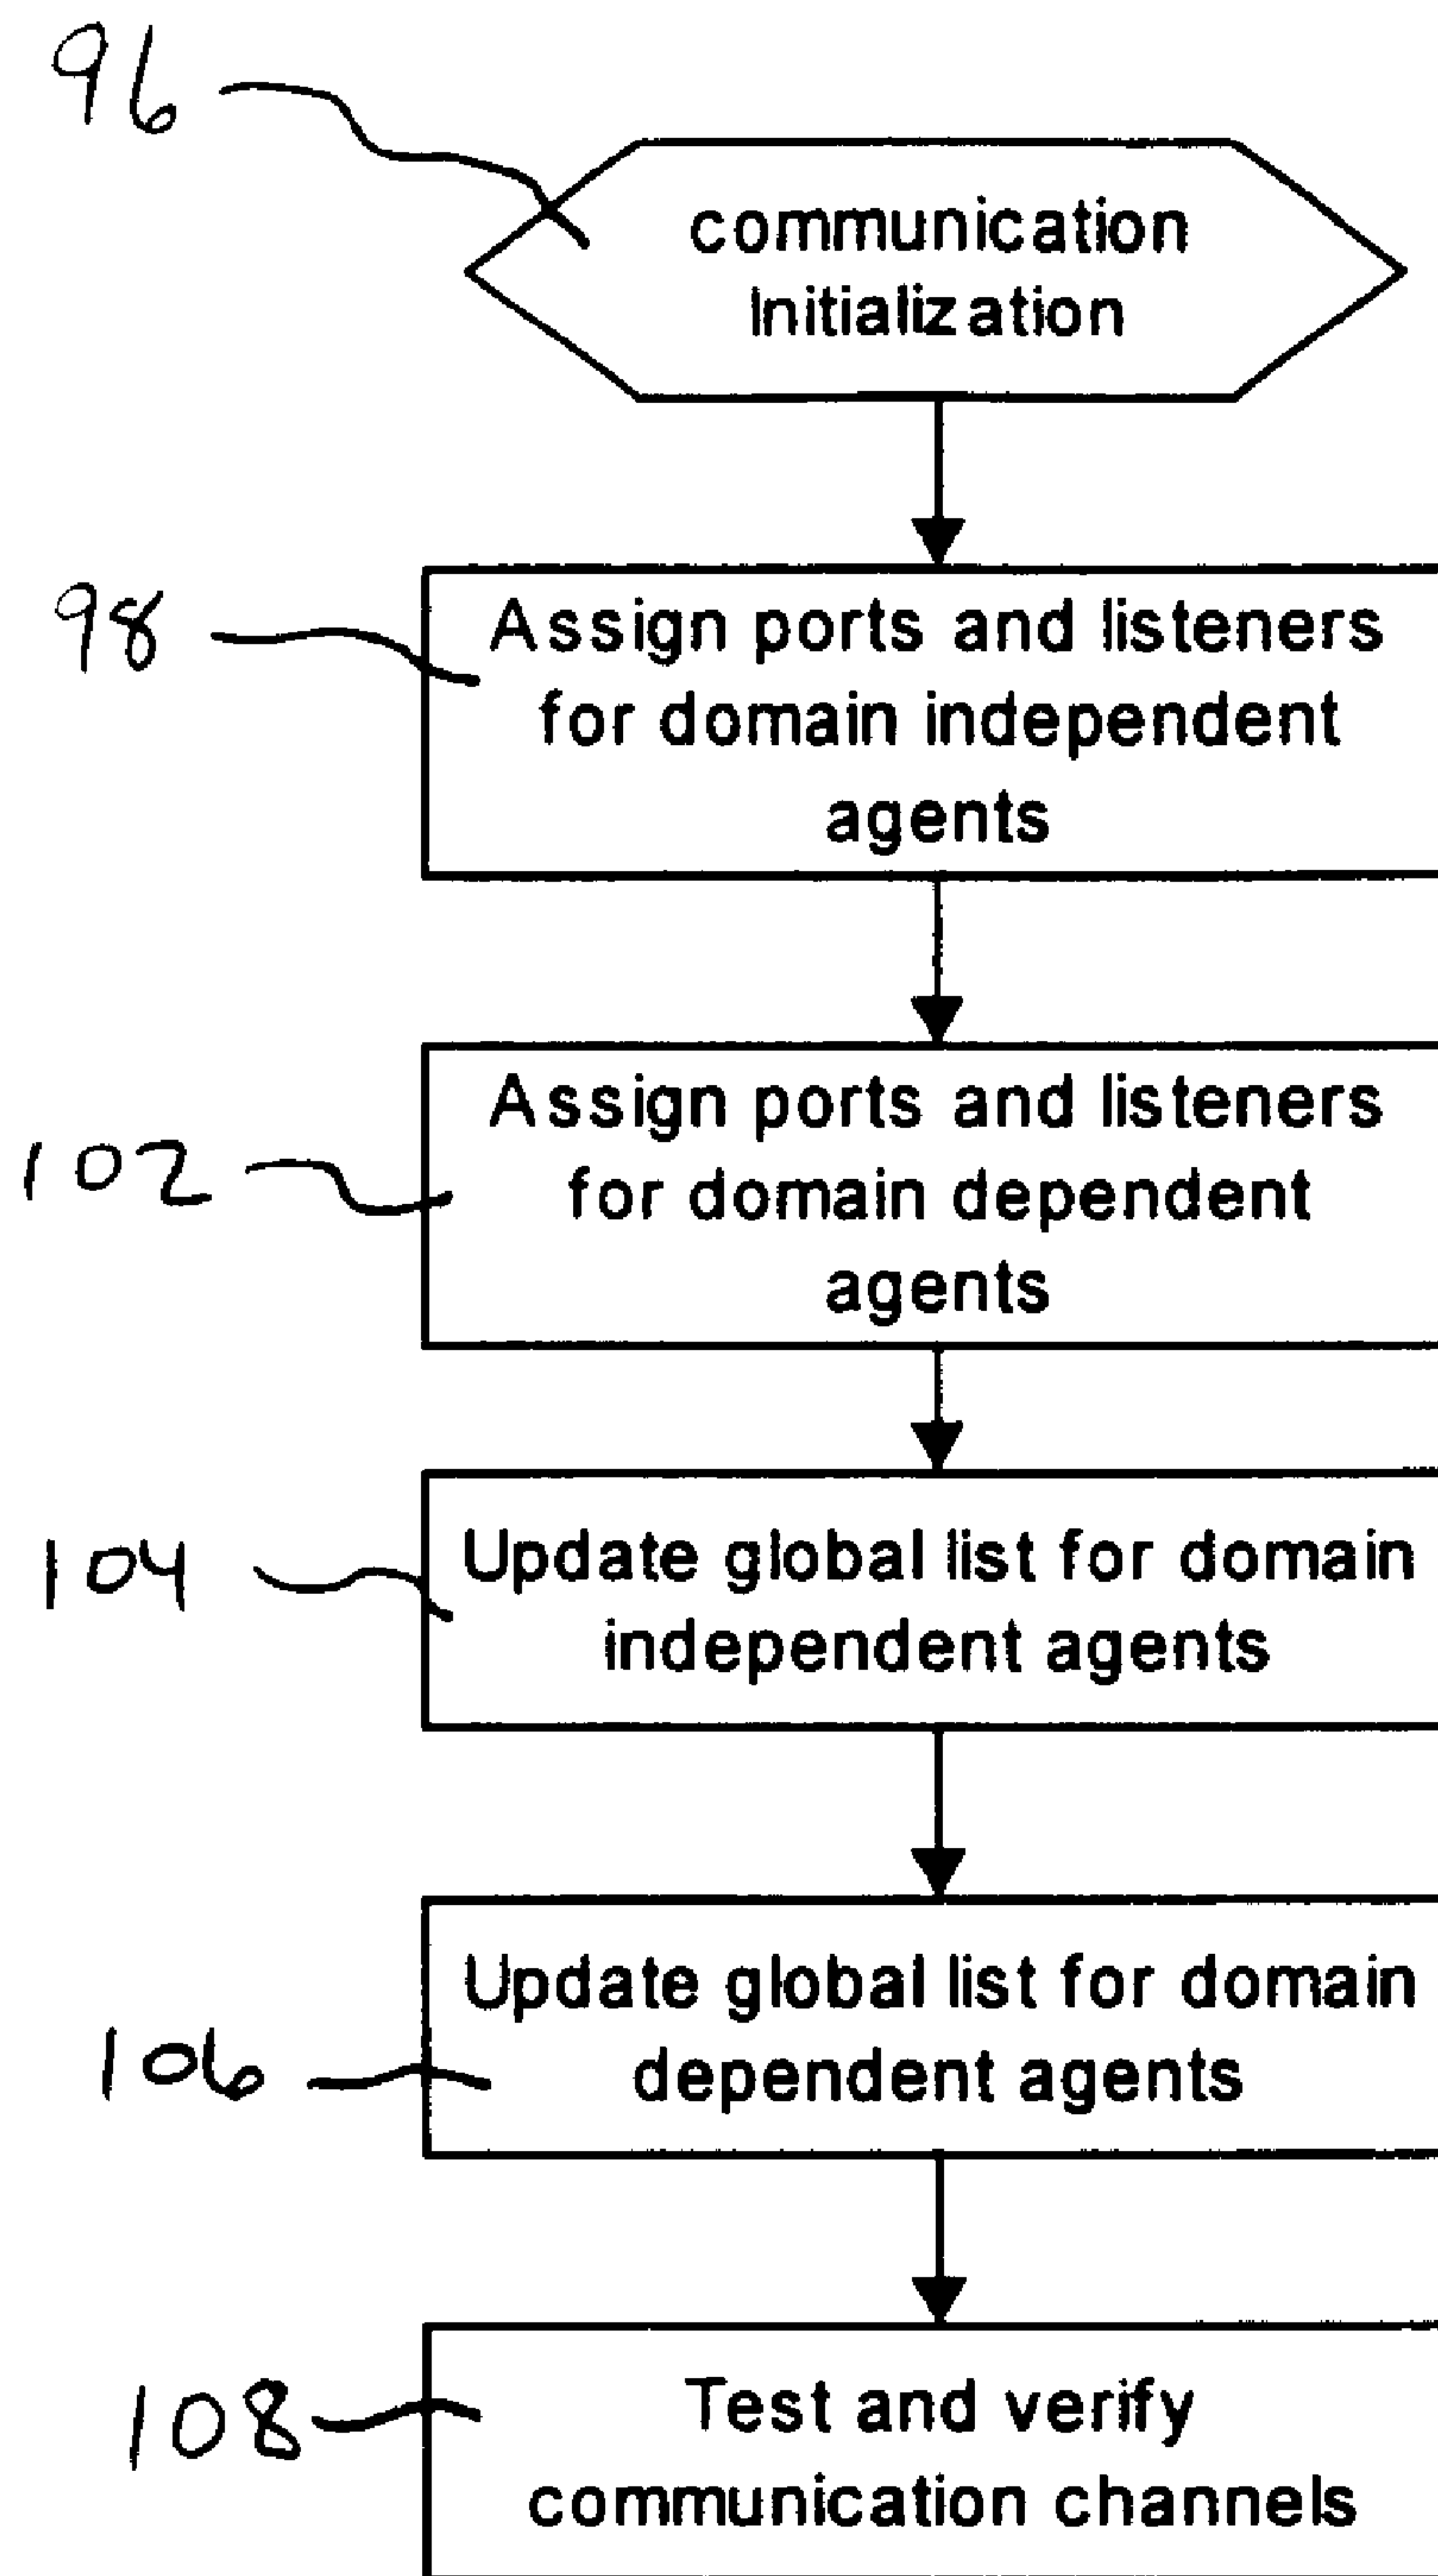 96
communication
Initialization
98
Assign ports and listeners
for domain independent
agents
102
Assign ports and listeners
for domain dependent
agents
104
Update global list for domain
independent agents
106
Update global list for domain
dependent agents
108
Test and verify
communication channels